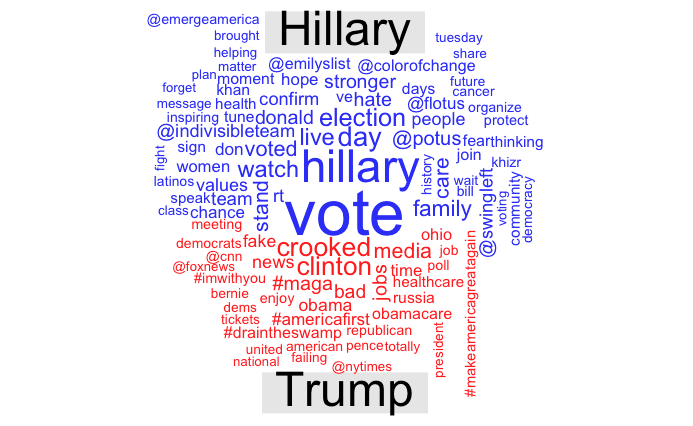 @emergeamerica
Hillary
brought
tuesday
helping
share
matter
@emilyslist @colorofchange
plan
moment hope stronger
future
forget
khan
ve hate
days
cancer
message health confirm
@flotus
organize
inspiring tune donald election people
protect
@indivisibleteam live day @potus fearthinking
sign don voted
join
fight
women watch hillary history care
khizr
latinos
values
wait
speak team
rt
bill
@swingleft
voting
community
democracy
class chance stand vote family
meeting
democrats fake crooked media ohio
@cnn
job
@foxnews
news clinton
time
poll
#imwithyou
#maga bad jobs
healthcare
bernie
enjoy
obama
russia
dems
obamacare
tickets
#americafirst
#draintheswamp republican
president
#makeamericagreatagain
united
american pence totally
national
failing
@nytimes
Trump